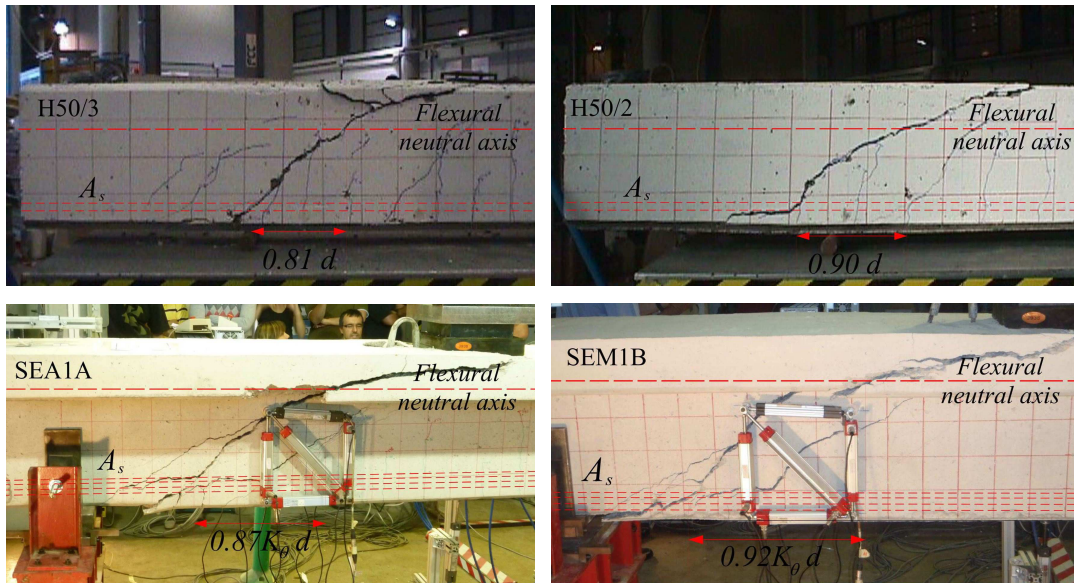 H50/3
Flexural
neutral axis
A_s
0.81 d
H50/2
Flexural
neutral axis
A_s
0.90 d
SEA1A
Flexural
neutral axis
A_s
0.87K_θ d
SEM1B
Flexural
neutral axis
A_s
0.92K_θ d